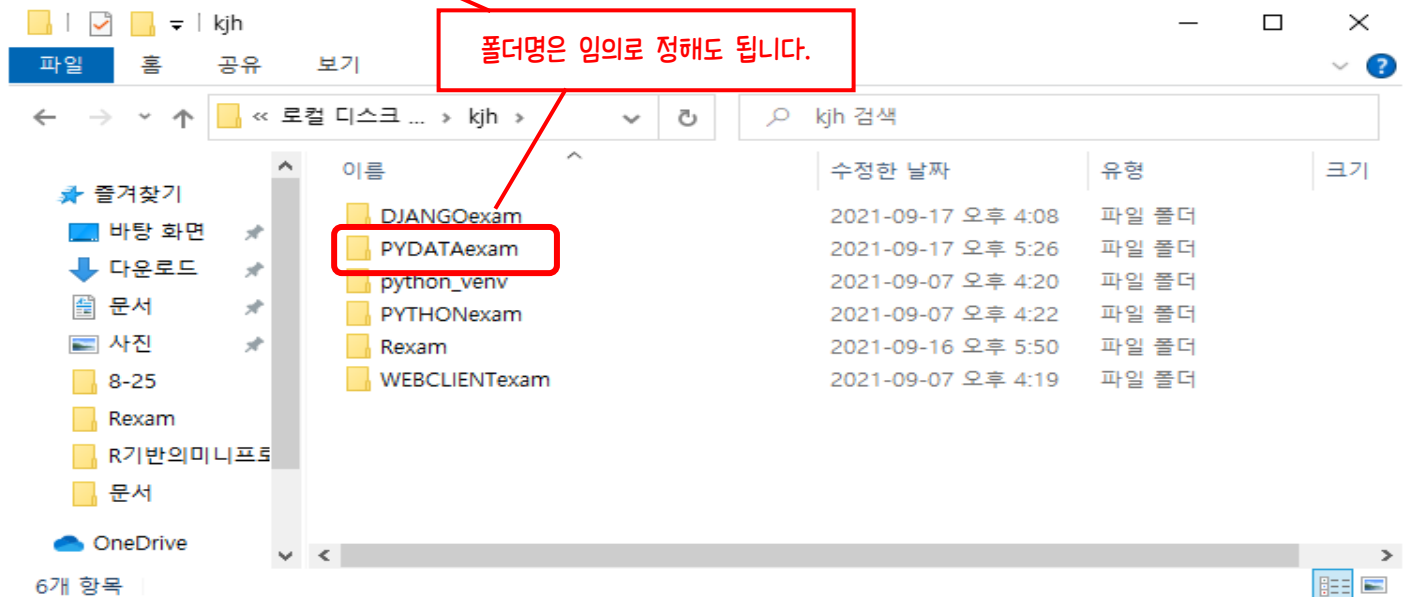 kjh
폴더명은 임의로 정해도 됩니다.
파일 홈 공유 보기
« 로컬 디스크 ... › kjh ›
kjh 검색
이름 수정한 날짜 유형 크기
즐겨찾기
바탕 화면
다운로드
문서
사진
8-25
Rexam
R기반의미니프로
문서
OneDrive
DJANGOexam 2021-09-17 오후 4:08 파일 폴더
PYDATAexam 2021-09-17 오후 5:26 파일 폴더
python_venv 2021-09-07 오후 4:20 파일 폴더
PYTHONexam 2021-09-07 오후 4:22 파일 폴더
Rexam 2021-09-16 오후 5:50 파일 폴더
WEBCLIENTexam 2021-09-07 오후 4:19 파일 폴더
6개 항목